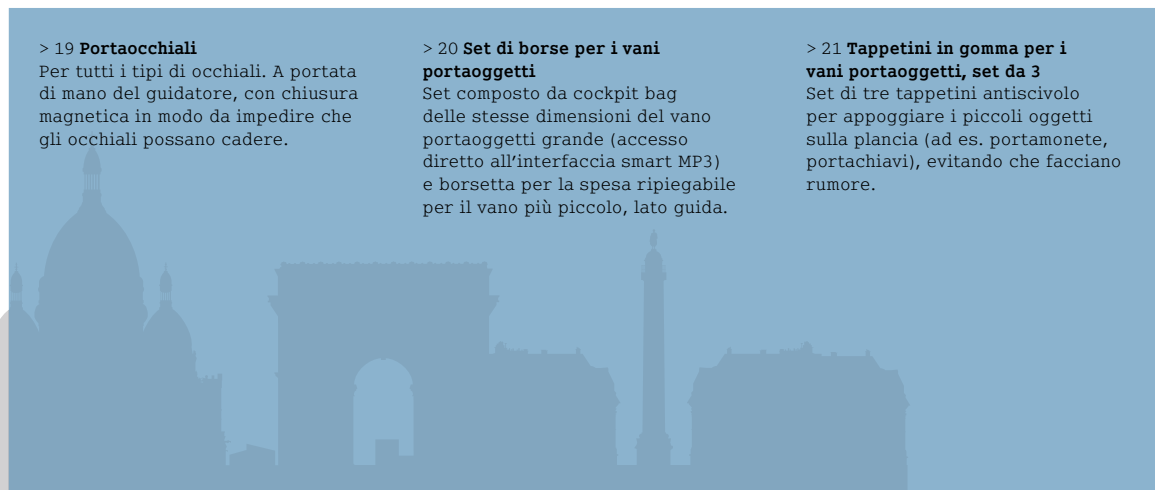 > 19 Portaocchiali
Per tutti i tipi di occhiali. A portata
di mano del guidatore, con chiusura
magnetica in modo da impedire che
gli occhiali possano cadere.
> 20 Set di borse per i vani
portaoggetti
Set composto da cockpit bag
delle stesse dimensioni del vano
portaoggetti grande (accesso
diretto all'interfaccia smart MP3)
e borsetta per la spesa ripiegabile
per il vano più piccolo, lato guida.
> 21 Tappetini in gomma per i
vani portaoggetti, set da 3
Set di tre tappetini antiscivolo
per appoggiare i piccoli oggetti
sulla plancia (ad es. portamonete,
portachiavi), evitando che facciano
rumore.